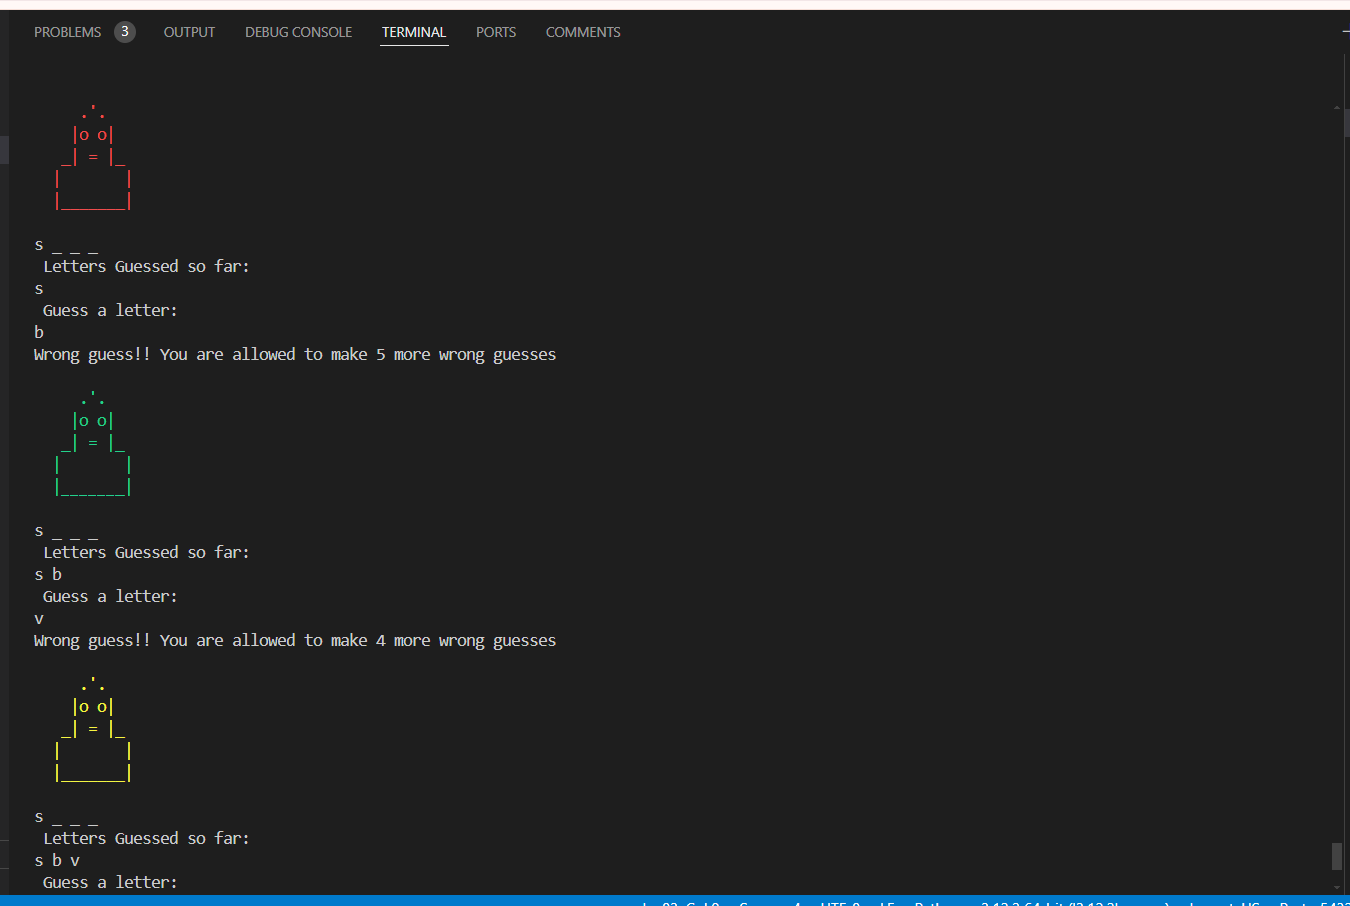 PROBLEMS 3 OUTPUT DEBUG CONSOLE TERMINAL PORTS COMMENTS
.'.
|o o|
_| = |_
|       |
|_______|
s _ _ _
Letters Guessed so far:
s
Guess a letter:
b
Wrong guess!! You are allowed to make 5 more wrong guesses
.'.
|o o|
_| = |_
|       |
|_______|
s _ _ _
Letters Guessed so far:
s b
Guess a letter:
v
Wrong guess!! You are allowed to make 4 more wrong guesses
.'.
|o o|
_| = |_
|       |
|_______|
s _ _ _
Letters Guessed so far:
s b v
Guess a letter: